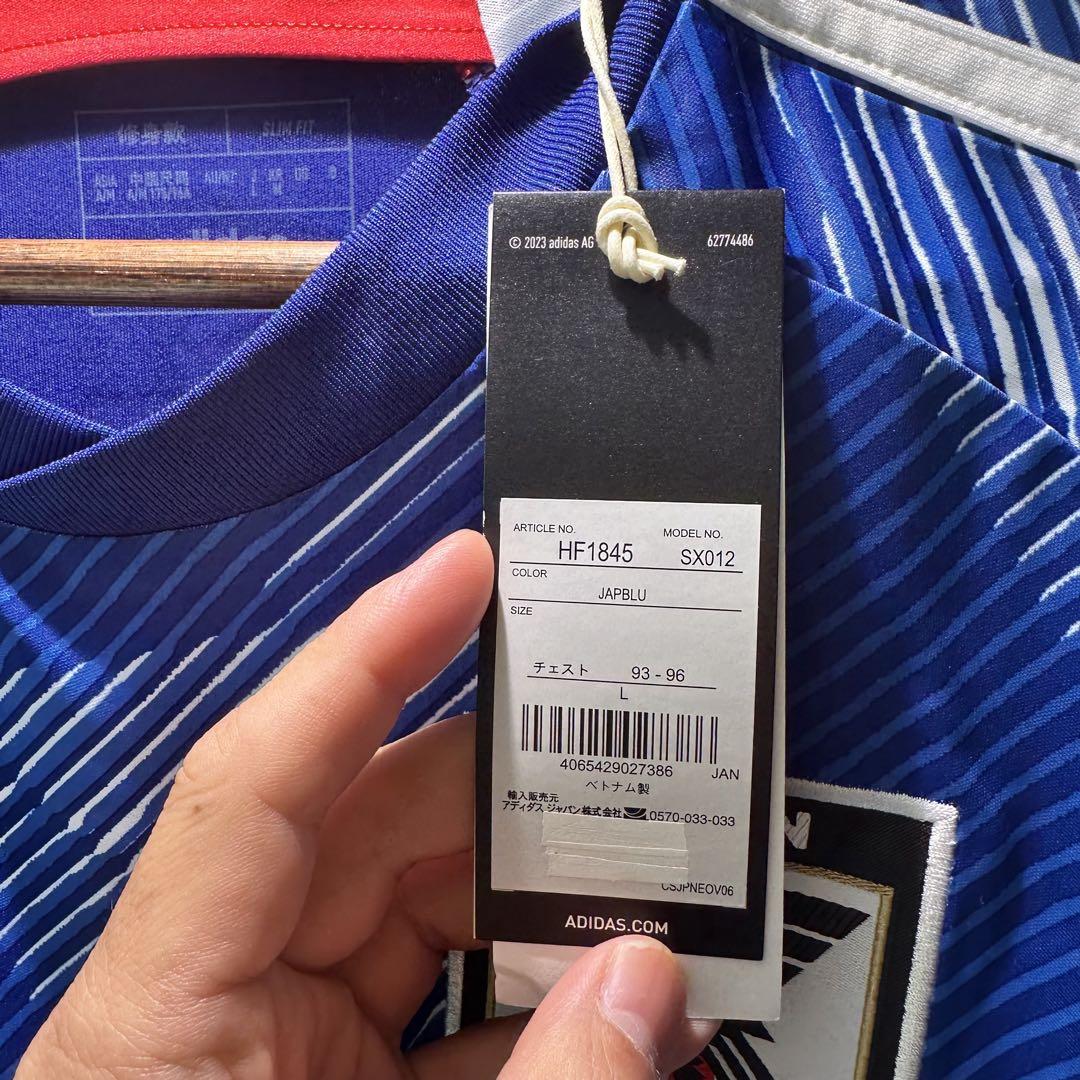 修身款
SLIM FIT
© 2023 adidas AG
62774486
ARTICLE NO.
MODEL NO.
HF1845
SX012
COLOR
JAPBLU
SIZE
チェスト 93 - 96
L
4065429027386 JAN
ベトナム製
輸入販売元
アディダス ジャパン株式会社 0570-033-033
CSJPNEOV06
ADIDAS.COM
N